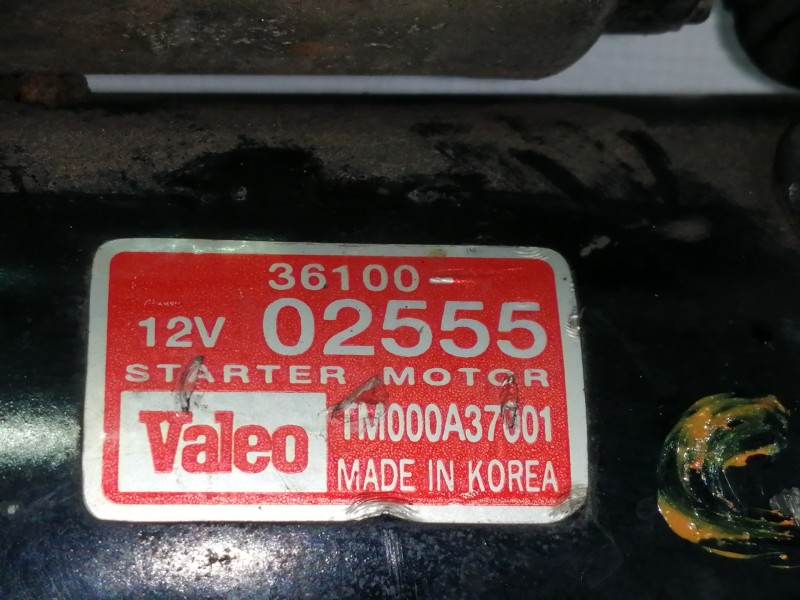 36100-
12V 02555
STARTER MOTOR
Valeo TM000A37001
MADE IN KOREA